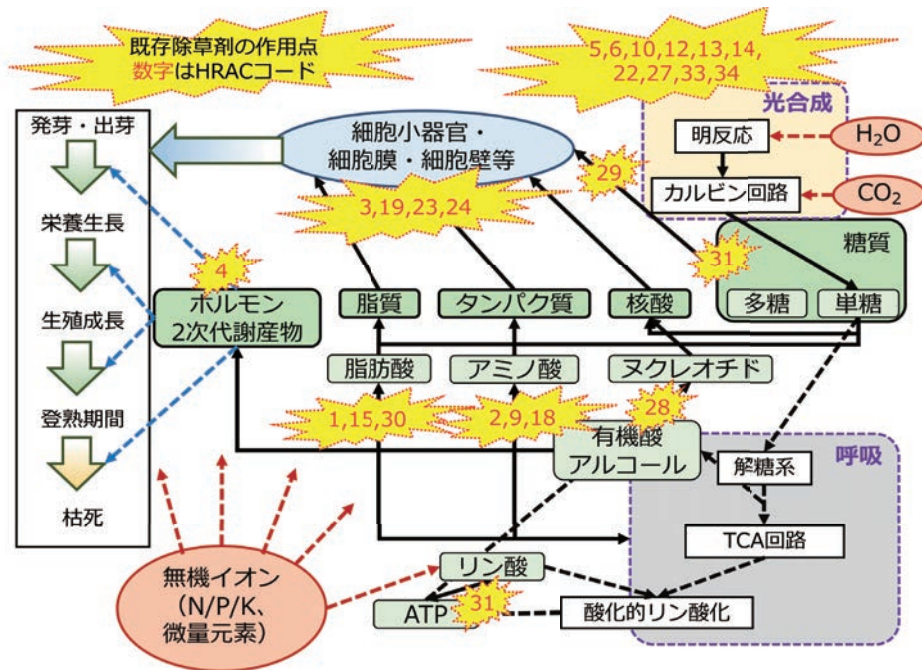 既存除草剤の作用点
数字はHRACコード
5,6,10,12,13,14,
22,27,33,34
光合成
明反応
H₂O
カルビン回路
CO₂
発芽・出芽
栄養生長
生殖成長
登熟期間
枯死
細胞小器官・
細胞膜・細胞壁等
3,19,23,24
29
31
糖質
多糖
単糖
4
ホルモン
2次代謝産物
脂質
タンパク質
核酸
脂肪酸
アミノ酸
ヌクレオチド
1,15,30
2,9,18
28
有機酸
アルコール
呼吸
解糖系
TCA回路
無機イオン
(N/P/K、
微量元素)
リン酸
ATP
31
酸化的リン酸化